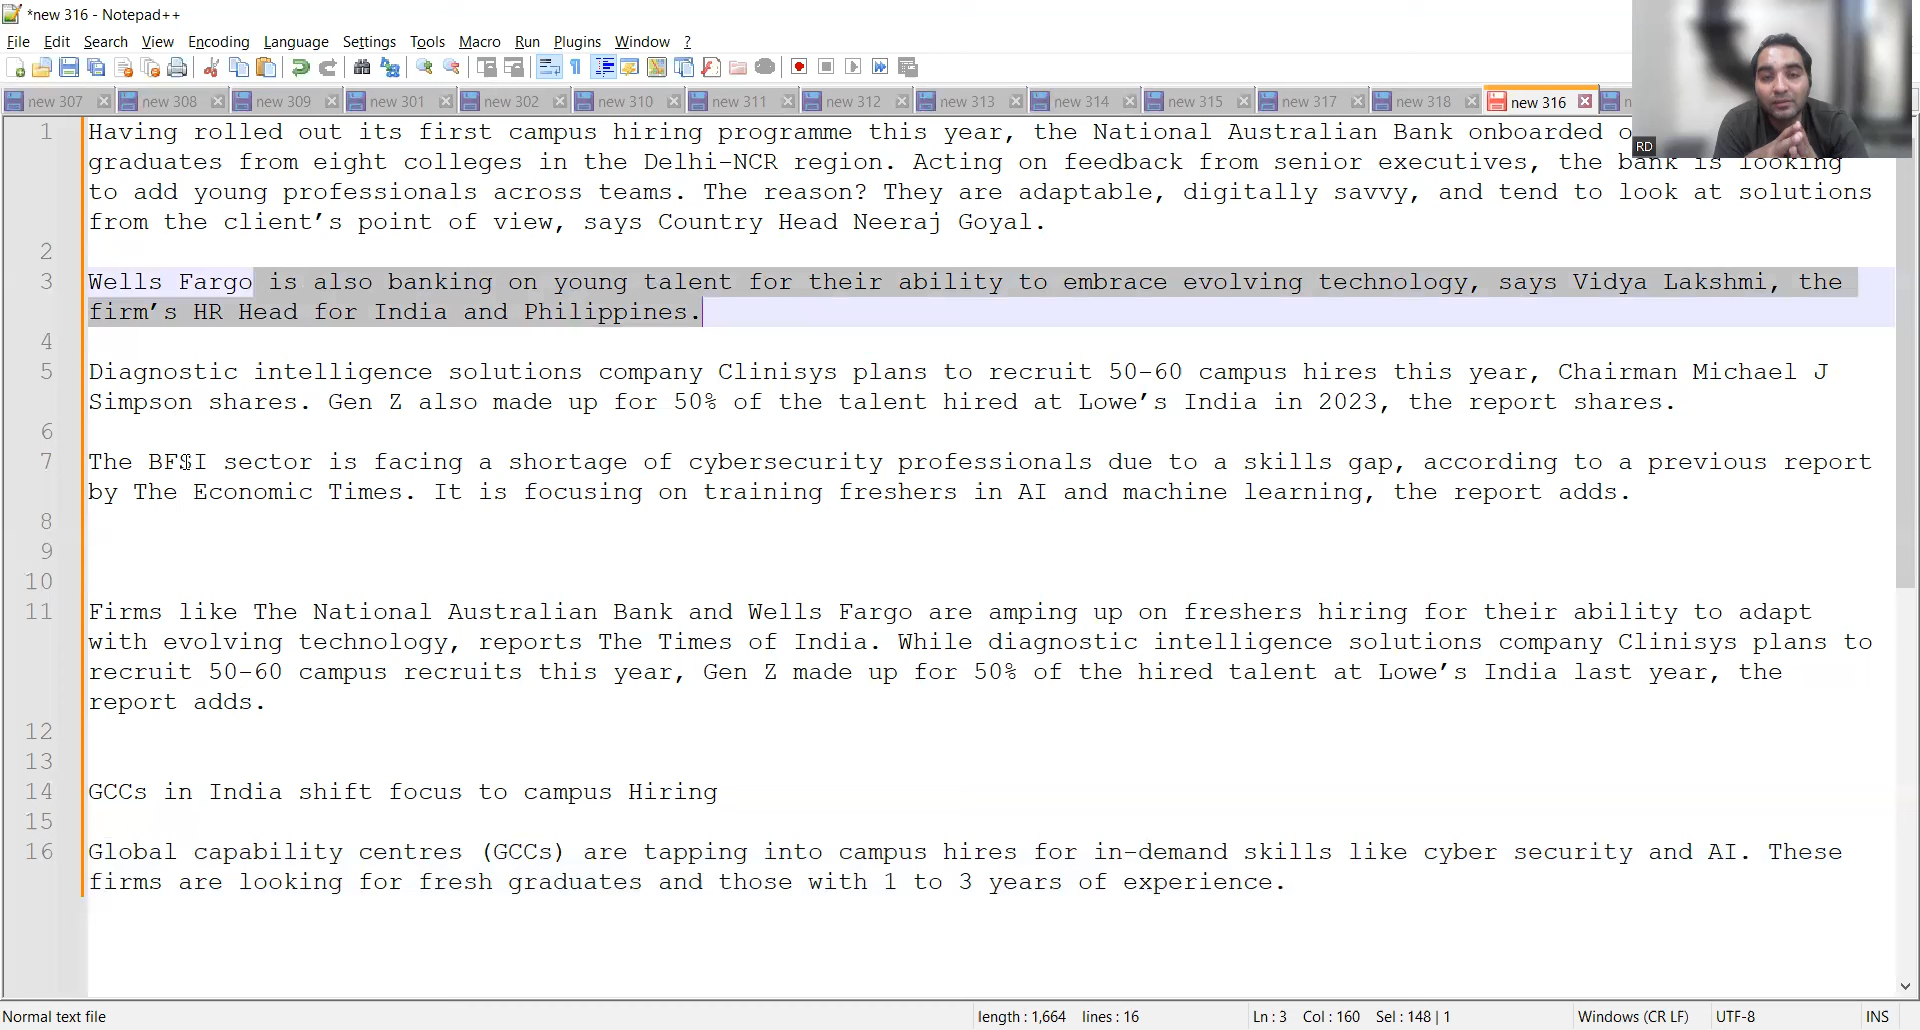 *new 316 - Notepad++
File Edit Search View Encoding Language Settings Tools Macro Run Plugins Window ?
new 307 new 308 new 309 new 301 new 302 new 310 new 311 new 312 new 313 new 314 new 315 new 317 new 318 new 316
RD
1 Having rolled out its first campus hiring programme this year, the National Australian Bank onboarded
graduates from eight colleges in the Delhi-NCR region. Acting on feedback from senior executives, the bank is looking
to add young professionals across teams. The reason? They are adaptable, digitally savvy, and tend to look at solutions
from the client’s point of view, says Country Head Neeraj Goyal.
2
3 Wells Fargo is also banking on young talent for their ability to embrace evolving technology, says Vidya Lakshmi, the
firm’s HR Head for India and Philippines.
4
5 Diagnostic intelligence solutions company Clinisys plans to recruit 50-60 campus hires this year, Chairman Michael J
Simpson shares. Gen Z also made up for 50% of the talent hired at Lowe’s India in 2023, the report shares.
6
7 The BFSI sector is facing a shortage of cybersecurity professionals due to a skills gap, according to a previous report
by The Economic Times. It is focusing on training freshers in AI and machine learning, the report adds.
8
9
10
11 Firms like The National Australian Bank and Wells Fargo are amping up on freshers hiring for their ability to adapt
with evolving technology, reports The Times of India. While diagnostic intelligence solutions company Clinisys plans to
recruit 50-60 campus recruits this year, Gen Z made up for 50% of the hired talent at Lowe’s India last year, the
report adds.
12
13
14 GCCs in India shift focus to campus Hiring
15
16 Global capability centres (GCCs) are tapping into campus hires for in-demand skills like cyber security and AI. These
firms are looking for fresh graduates and those with 1 to 3 years of experience.
Normal text file length : 1,664 lines : 16 Ln : 3 Col : 160 Sel : 148 | 1 Windows (CR LF) UTF-8 INS